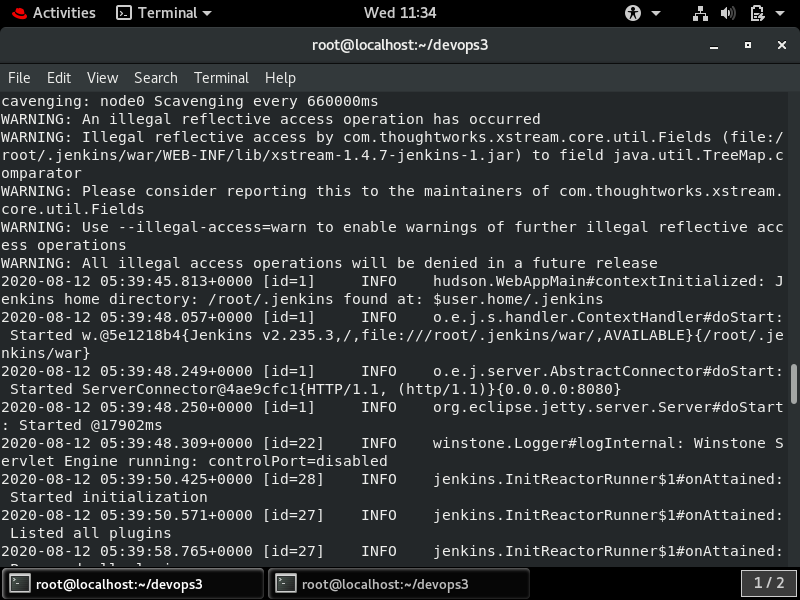 Activities Terminal Wed 11:34
root@localhost:~/devops3
File Edit View Search Terminal Help
cavenging: node0 Scavenging every 660000ms
WARNING: An illegal reflective access operation has occurred
WARNING: Illegal reflective access by com.thoughtworks.xstream.core.util.Fields (file:/
root/.jenkins/war/WEB-INF/lib/xstream-1.4.7-jenkins-1.jar) to field java.util.TreeMap.c
omparator
WARNING: Please consider reporting this to the maintainers of com.thoughtworks.xstream.
core.util.Fields
WARNING: Use --illegal-access=warn to enable warnings of further illegal reflective acc
ess operations
WARNING: All illegal access operations will be denied in a future release
2020-08-12 05:39:45.813+0000 [id=1]     INFO    hudson.WebAppMain#contextInitialized: J
enkins home directory: /root/.jenkins found at: $user.home/.jenkins
2020-08-12 05:39:48.057+0000 [id=1]     INFO    o.e.j.s.handler.ContextHandler#doStart:
 Started w.@5e1218b4{Jenkins v2.235.3,/,file:///root/.jenkins/war/,AVAILABLE}{/root/.je
nkins/war}
2020-08-12 05:39:48.249+0000 [id=1]     INFO    o.e.j.server.AbstractConnector#doStart:
 Started ServerConnector@4ae9cfc1{HTTP/1.1, (http/1.1)}{0.0.0.0:8080}
2020-08-12 05:39:48.250+0000 [id=1]     INFO    org.eclipse.jetty.server.Server#doStart
: Started @17902ms
2020-08-12 05:39:48.309+0000 [id=22]    INFO    winstone.Logger#logInternal: Winstone S
ervlet Engine running: controlPort=disabled
2020-08-12 05:39:50.425+0000 [id=28]    INFO    jenkins.InitReactorRunner$1#onAttained:
 Started initialization
2020-08-12 05:39:50.571+0000 [id=27]    INFO    jenkins.InitReactorRunner$1#onAttained:
 Listed all plugins
2020-08-12 05:39:58.765+0000 [id=27]    INFO    jenkins.InitReactorRunner$1#onAttained:
root@localhost:~/devops3 root@localhost:~/devops3 1 / 2